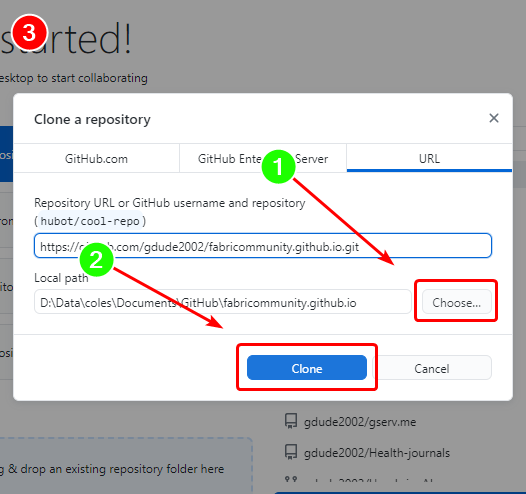 3
started!
esktop to start collaborating
Clone a repository
1
GitHub.com
GitHub Ente Server
URL
Repository URL or GitHub username and repository
(hubot/cool-repo)
2
https://g .com/gdude2002/fabricommunity.github.io.git
Local path
D:\Data\coles\Documents\GitHub\fabricommunity.github.io
Choose...
Clone
Cancel
gdude2002/gserv.me
gdude2002/Health-journals
g & drop an existing repository folder here